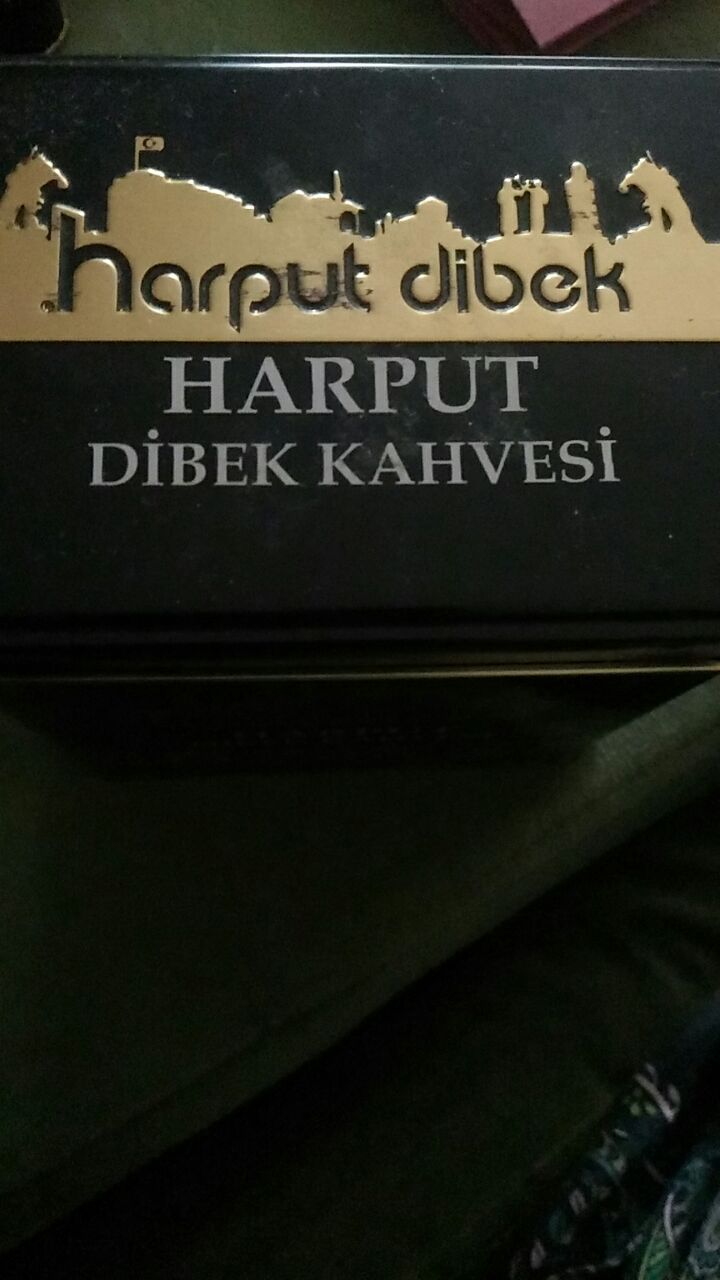 harput dibek
HARPUT
DİBEK KAHVESİ